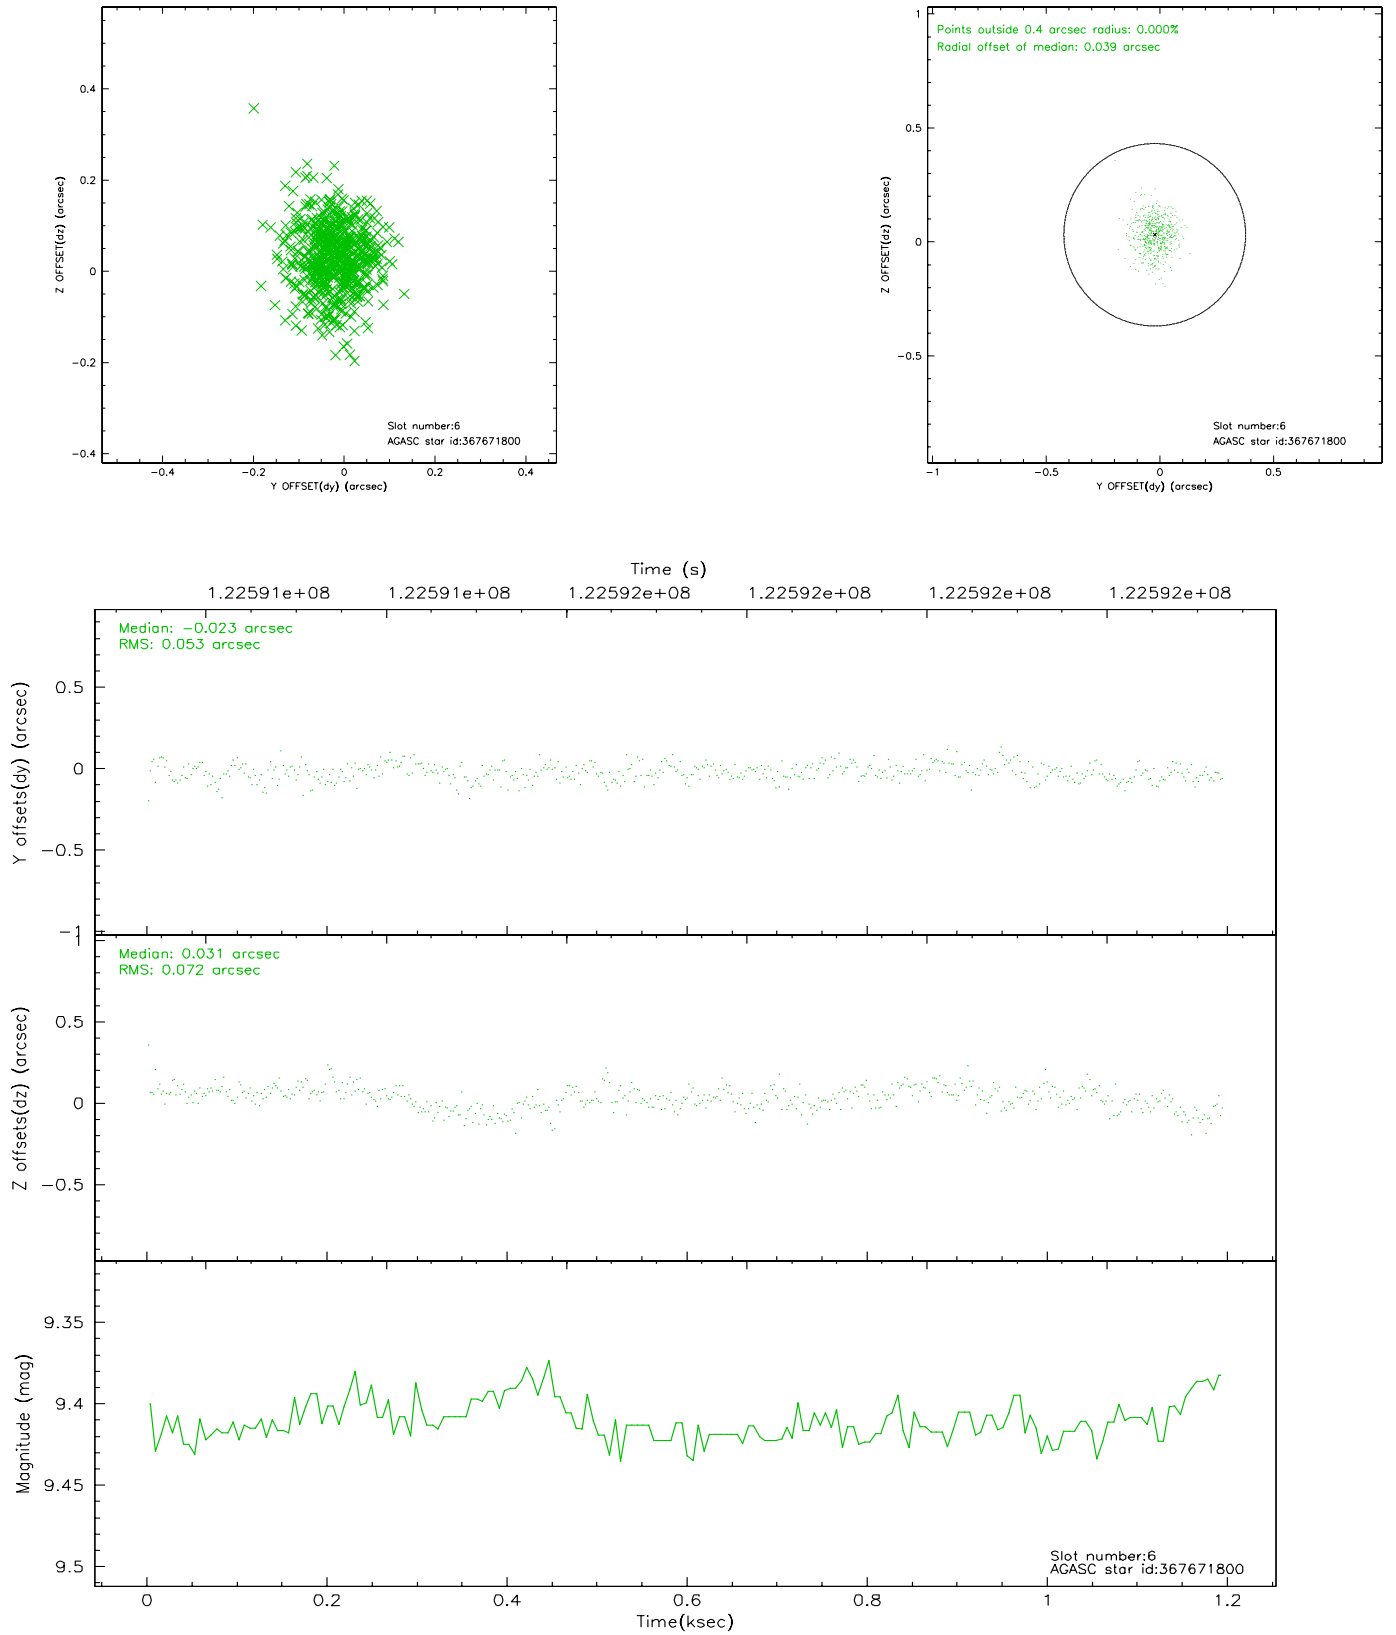 0.4
0.2
0
−0.2
−0.4
Z OFFSET(dz) (arcsec)
Slot number:6
AGASC star id:367671800
−0.4
−0.2
0
0.2
0.4
Y OFFSET(dy) (arcsec)
Points outside 0.4 arcsec radius: 0.000%
Radial offset of median: 0.039 arcsec
1
0.5
0
−0.5
Z OFFSET(dz) (arcsec)
Slot number:6
AGASC star id:367671800
−1
−0.5
0
0.5
Y OFFSET(dy) (arcsec)
Time (s)
1.22591e+08
1.22591e+08
1.22592e+08
1.22592e+08
1.22592e+08
1.22592e+08
Median: −0.023 arcsec
RMS: 0.053 arcsec
0.5
0
−0.5
−1
Y offsets(dy) (arcsec)
Median: 0.031 arcsec
RMS: 0.072 arcsec
1
0.5
0
−0.5
Z offsets(dz) (arcsec)
9.35
9.4
9.45
9.5
Magnitude (mag)
Slot number:6
AGASC star id:367671800
0
0.2
0.4
0.6
0.8
1
1.2
Time(ksec)